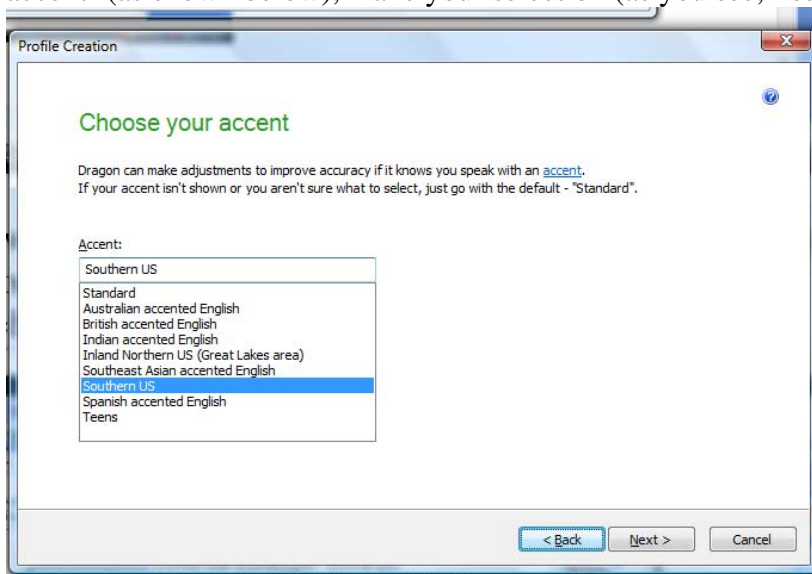 Profile Creation
Choose your accent
Dragon can make adjustments to improve accuracy if it knows you speak with an accent.
If your accent isn't shown or you aren't sure what to select, just go with the default - "Standard".
Accent:
Southern US
Standard
Australian accented English
British accented English
Indian accented English
Inland Northern US (Great Lakes area)
Southeast Asian accented English
Southern US
Spanish accented English
Teens
< Back Next > Cancel